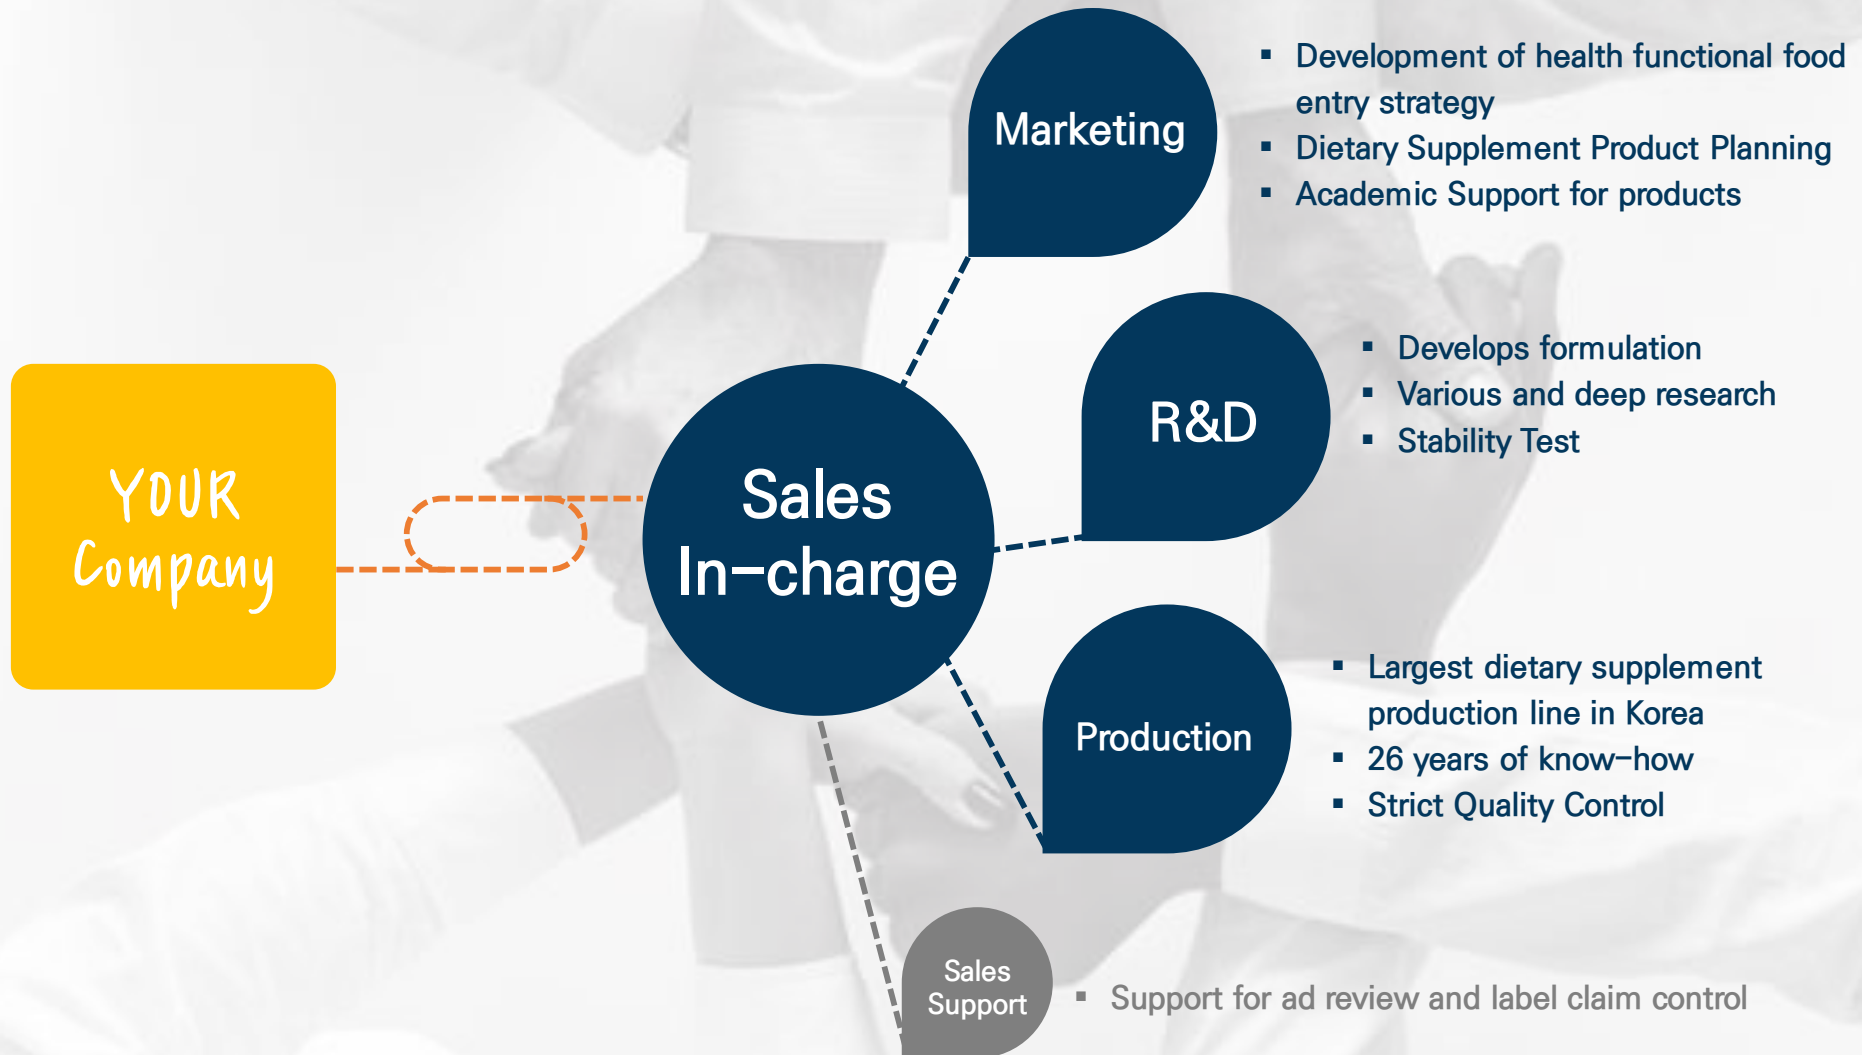 Marketing
▪ Development of health functional food
entry strategy
▪ Dietary Supplement Product Planning
▪ Academic Support for products
R&D
▪ Develops formulation
▪ Various and deep research
▪ Stability Test
YOUR
Company
Sales
In-charge
Production
▪ Largest dietary supplement
production line in Korea
▪ 26 years of know-how
▪ Strict Quality Control
Sales
Support
▪ Support for ad review and label claim control